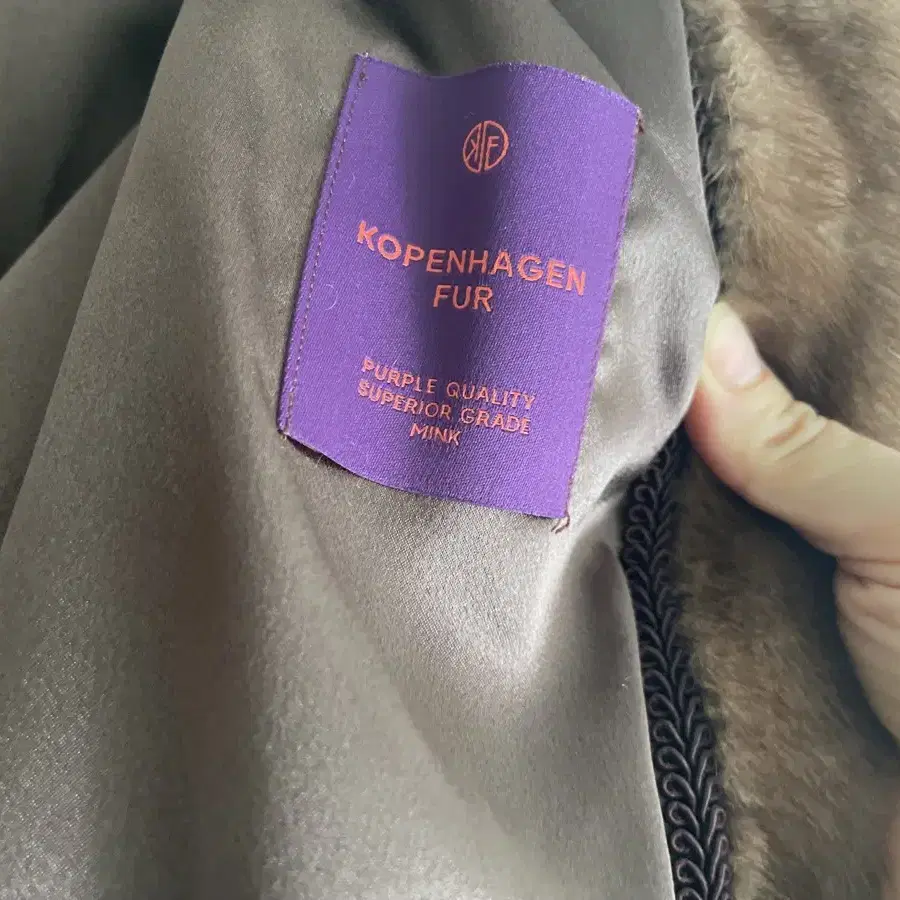 KF
KOPENHAGEN
FUR
PURPLE QUALITY
SUPERIOR GRADE
MINK